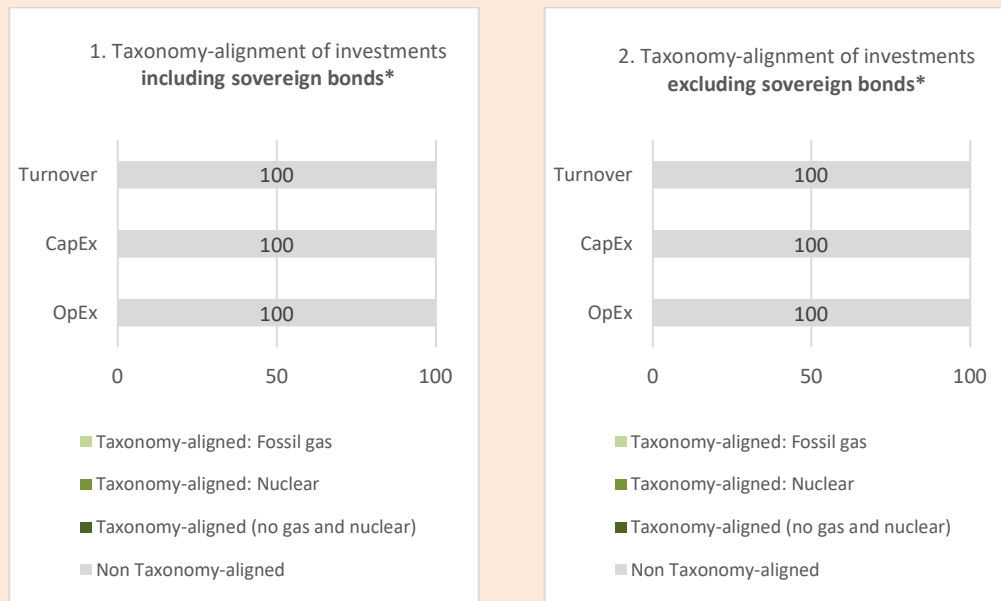 1. Taxonomy-alignment of investments
including sovereign bonds*
Turnover
100
CapEx
100
OpEx
100
0 50 100
Taxonomy-aligned: Fossil gas
Taxonomy-aligned: Nuclear
Taxonomy-aligned (no gas and nuclear)
Non Taxonomy-aligned
2. Taxonomy-alignment of investments
excluding sovereign bonds*
Turnover
100
CapEx
100
OpEx
100
0 50 100
Taxonomy-aligned: Fossil gas
Taxonomy-aligned: Nuclear
Taxonomy-aligned (no gas and nuclear)
Non Taxonomy-aligned